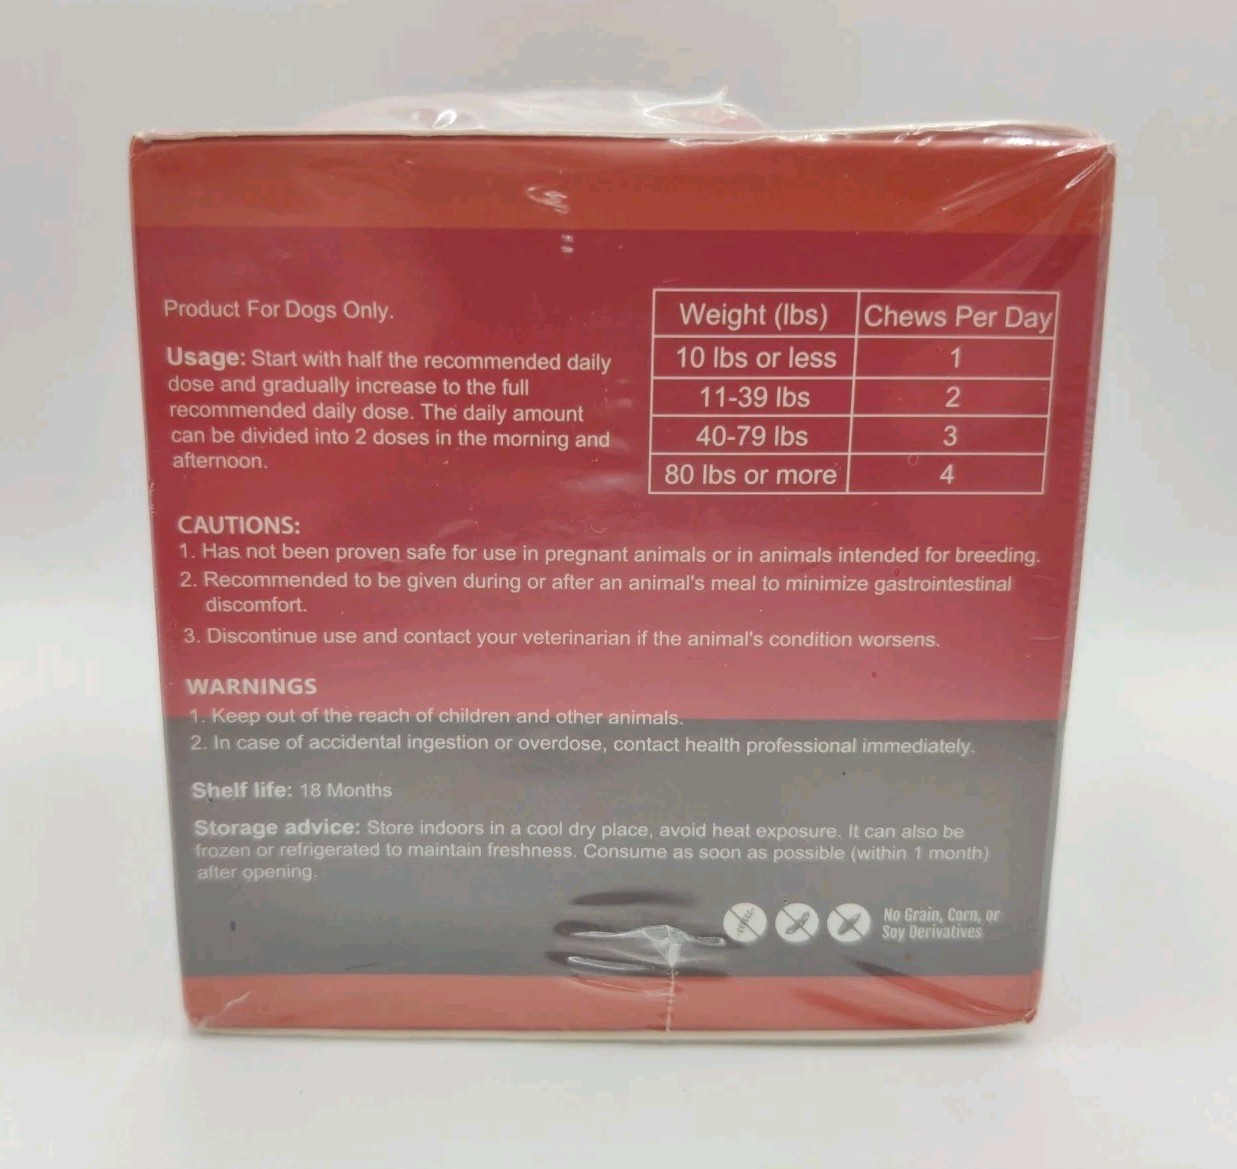 Product For Dogs Only.
Usage: Start with half the recommended daily
dose and gradually increase to the full
recommended daily dose. The daily amount
can be divided into 2 doses in the morning and
afternoon.
Weight (lbs) Chews Per Day
10 lbs or less 1
11-39 lbs 2
40-79 lbs 3
80 lbs or more 4
CAUTIONS:
1. Has not been proven safe for use in pregnant animals or in animals intended for breeding.
2. Recommended to be given during or after an animal's meal to minimize gastrointestinal
discomfort.
3. Discontinue use and contact your veterinarian if the animal's condition worsens.
WARNINGS
1. Keep out of the reach of children and other animals.
2. In case of accidental ingestion or overdose, contact health professional immediately.
Shelf life: 18 Months
Storage advice: Store indoors in a cool dry place, avoid heat exposure. It can also be
frozen or refrigerated to maintain freshness. Consume as soon as possible (within 1 month)
after opening.
No Grain, Corn, or
Soy Derivatives